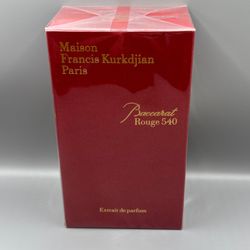 Maison
Francis Kurkdjian
Paris
Baccarat
Rouge 540
Extrait de parfum